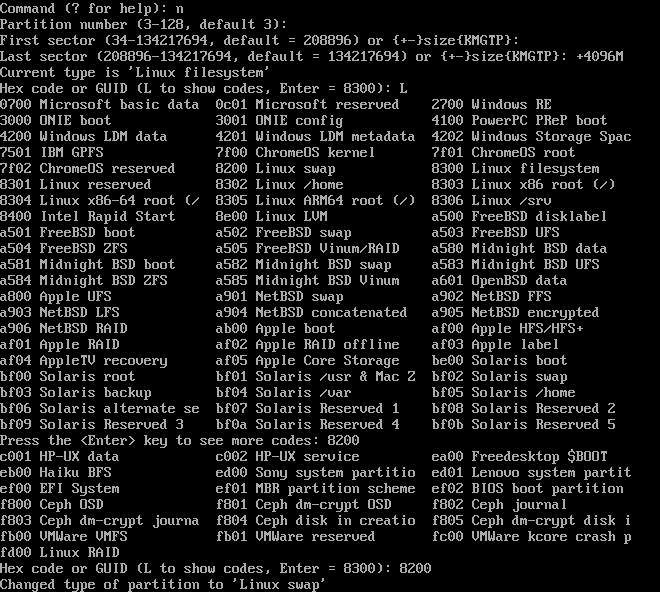 Command (? for help): n
Partition number (3-128, default 3):
First sector (34-134217694, default = 208896) or {+-}size{KMGTP}:
Last sector (208896-134217694, default = 134217694) or {+-}size{KMGTP}: +4096M
Current type is 'Linux filesystem'
Hex code or GUID (L to show codes, Enter = 8300): L
0700 Microsoft basic data  0c01 Microsoft reserved    2700 Windows RE
3000 ONIE boot             3001 ONIE config           4100 PowerPC PReP boot
4200 Windows LDM data      4201 Windows LDM metadata  4202 Windows Storage Spac
7501 IBM GPFS              7f00 ChromeOS kernel       7f01 ChromeOS root
7f02 ChromeOS reserved     8200 Linux swap            8300 Linux filesystem
8301 Linux reserved        8302 Linux /home           8303 Linux x86 root (/)
8304 Linux x86-64 root (/  8305 Linux ARM64 root (/)  8306 Linux /srv
8400 Intel Rapid Start     8e00 Linux LVM             a500 FreeBSD disklabel
a501 FreeBSD boot          a502 FreeBSD swap          a503 FreeBSD UFS
a504 FreeBSD ZFS           a505 FreeBSD Vinum/RAID    a580 Midnight BSD data
a581 Midnight BSD boot     a582 Midnight BSD swap     a583 Midnight BSD UFS
a584 Midnight BSD ZFS      a585 Midnight BSD Vinum    a601 OpenBSD data
a800 Apple UFS             a901 NetBSD swap           a902 NetBSD FFS
a903 NetBSD LFS            a904 NetBSD concatenated   a905 NetBSD encrypted
a906 NetBSD RAID           ab00 Apple boot            af00 Apple HFS/HFS+
af01 Apple RAID            af02 Apple RAID offline    af03 Apple label
af04 AppleTV recovery      af05 Apple Core Storage    be00 Solaris boot
bf00 Solaris root          bf01 Solaris /usr & Mac Z  bf02 Solaris swap
bf03 Solaris backup        bf04 Solaris /var          bf05 Solaris /home
bf06 Solaris alternate se  bf07 Solaris Reserved 1    bf08 Solaris Reserved 2
bf09 Solaris Reserved 3    bf0a Solaris Reserved 4    bf0b Solaris Reserved 5
Press the <Enter> key to see more codes: 8200
c001 HP-UX data            c002 HP-UX service         ea00 Freedesktop $BOOT
eb00 Haiku BFS             ed00 Sony system partitio  ed01 Lenovo system partit
ef00 EFI System            ef01 MBR partition scheme  ef02 BIOS boot partition
f800 Ceph OSD              f801 Ceph dm-crypt OSD     f802 Ceph journal
f803 Ceph dm-crypt journa  f804 Ceph disk in creatio  f805 Ceph dm-crypt disk i
fb00 VMWare VMFS           fb01 VMWare reserved       fc00 VMWare kcore crash p
fd00 Linux RAID
Hex code or GUID (L to show codes, Enter = 8300): 8200
Changed type of partition to 'Linux swap'